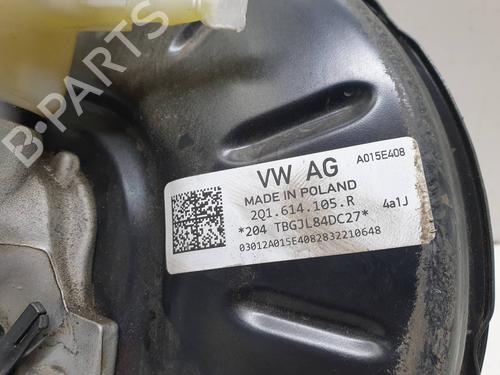 B-PARTS
VW AG
A015E408
MADE IN POLAND
2Q1.614.105.R
4a1J
*204 TBGJL84DC27*
03012A015E4082832210648